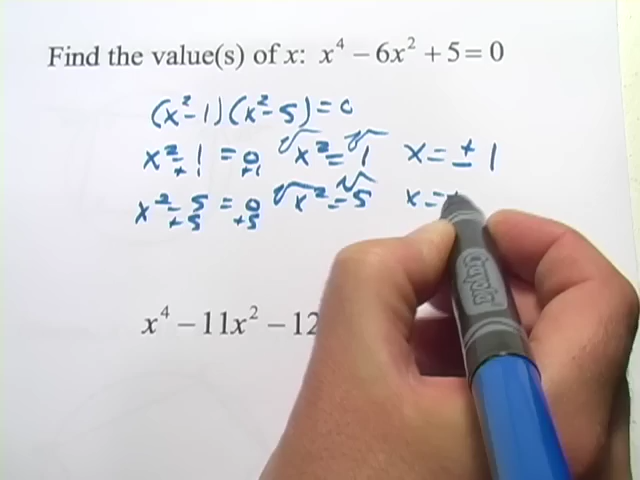 Find the value(s) of x: x⁴ − 6x² + 5 = 0
(x²-1)(x²-5)=0
x²-1=0 √x²=√1 x=±1
+1 +1
x²-5=0 √x²=√5 x=
+5 +5
x⁴ − 11x² − 12
Crayola